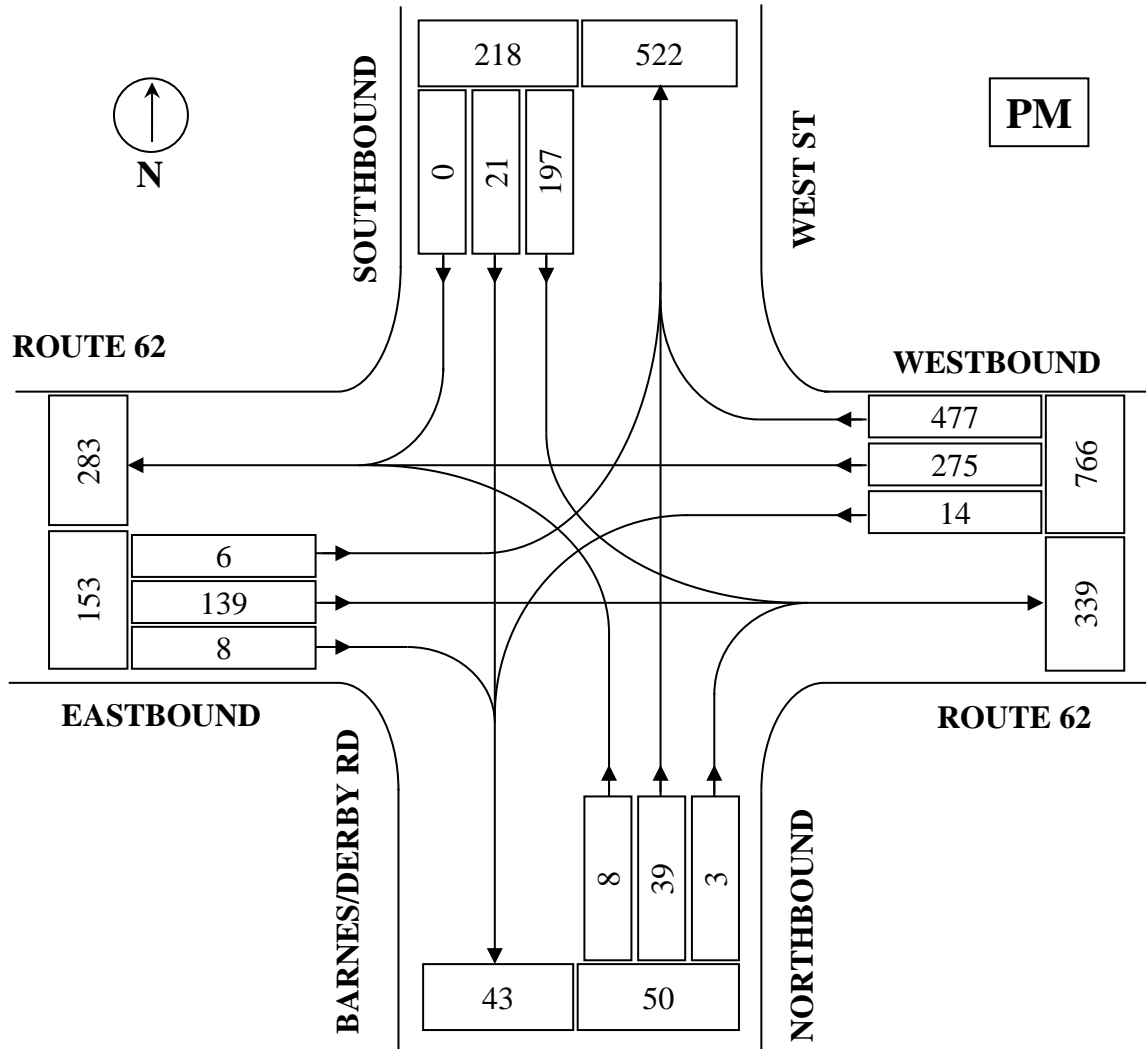 218 522
SOUTHBOUND
WEST ST
PM
N
0 21 197
ROUTE 62
WESTBOUND
283
477
275
14
766
153
6
139
8
339
EASTBOUND
ROUTE 62
BARNES/DERBY RD
8 39 3
NORTHBOUND
43 50